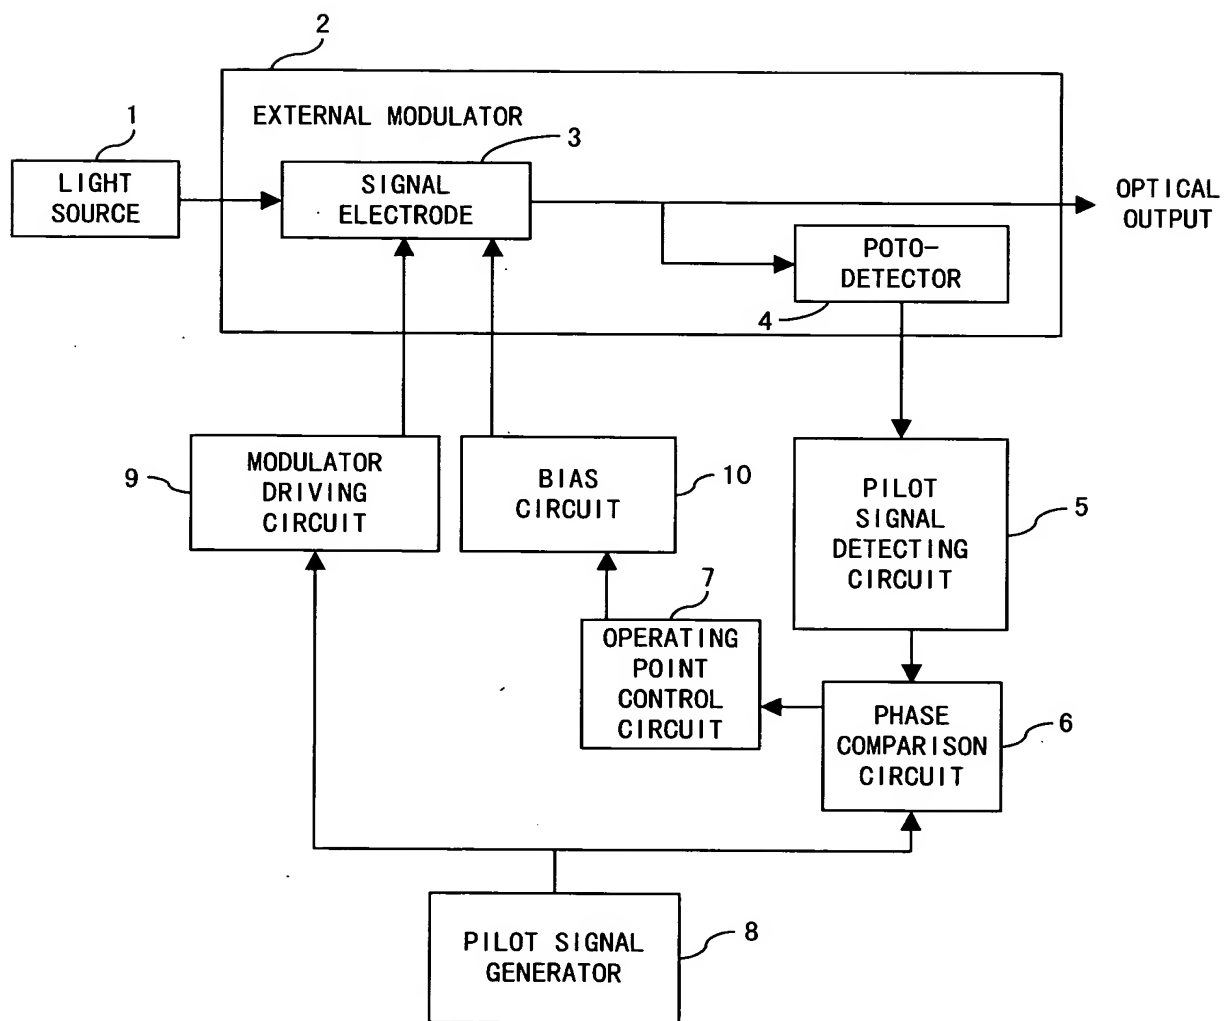 2
EXTERNAL MODULATOR
1
3
LIGHT
SOURCE
SIGNAL
ELECTRODE
OPTICAL
OUTPUT
POTO-
DETECTOR
4
9
MODULATOR
DRIVING
CIRCUIT
BIAS
CIRCUIT
10
PILOT
SIGNAL
DETECTING
CIRCUIT
5
7
OPERATING
POINT
CONTROL
CIRCUIT
PHASE
COMPARISON
CIRCUIT
6
PILOT SIGNAL
GENERATOR
8